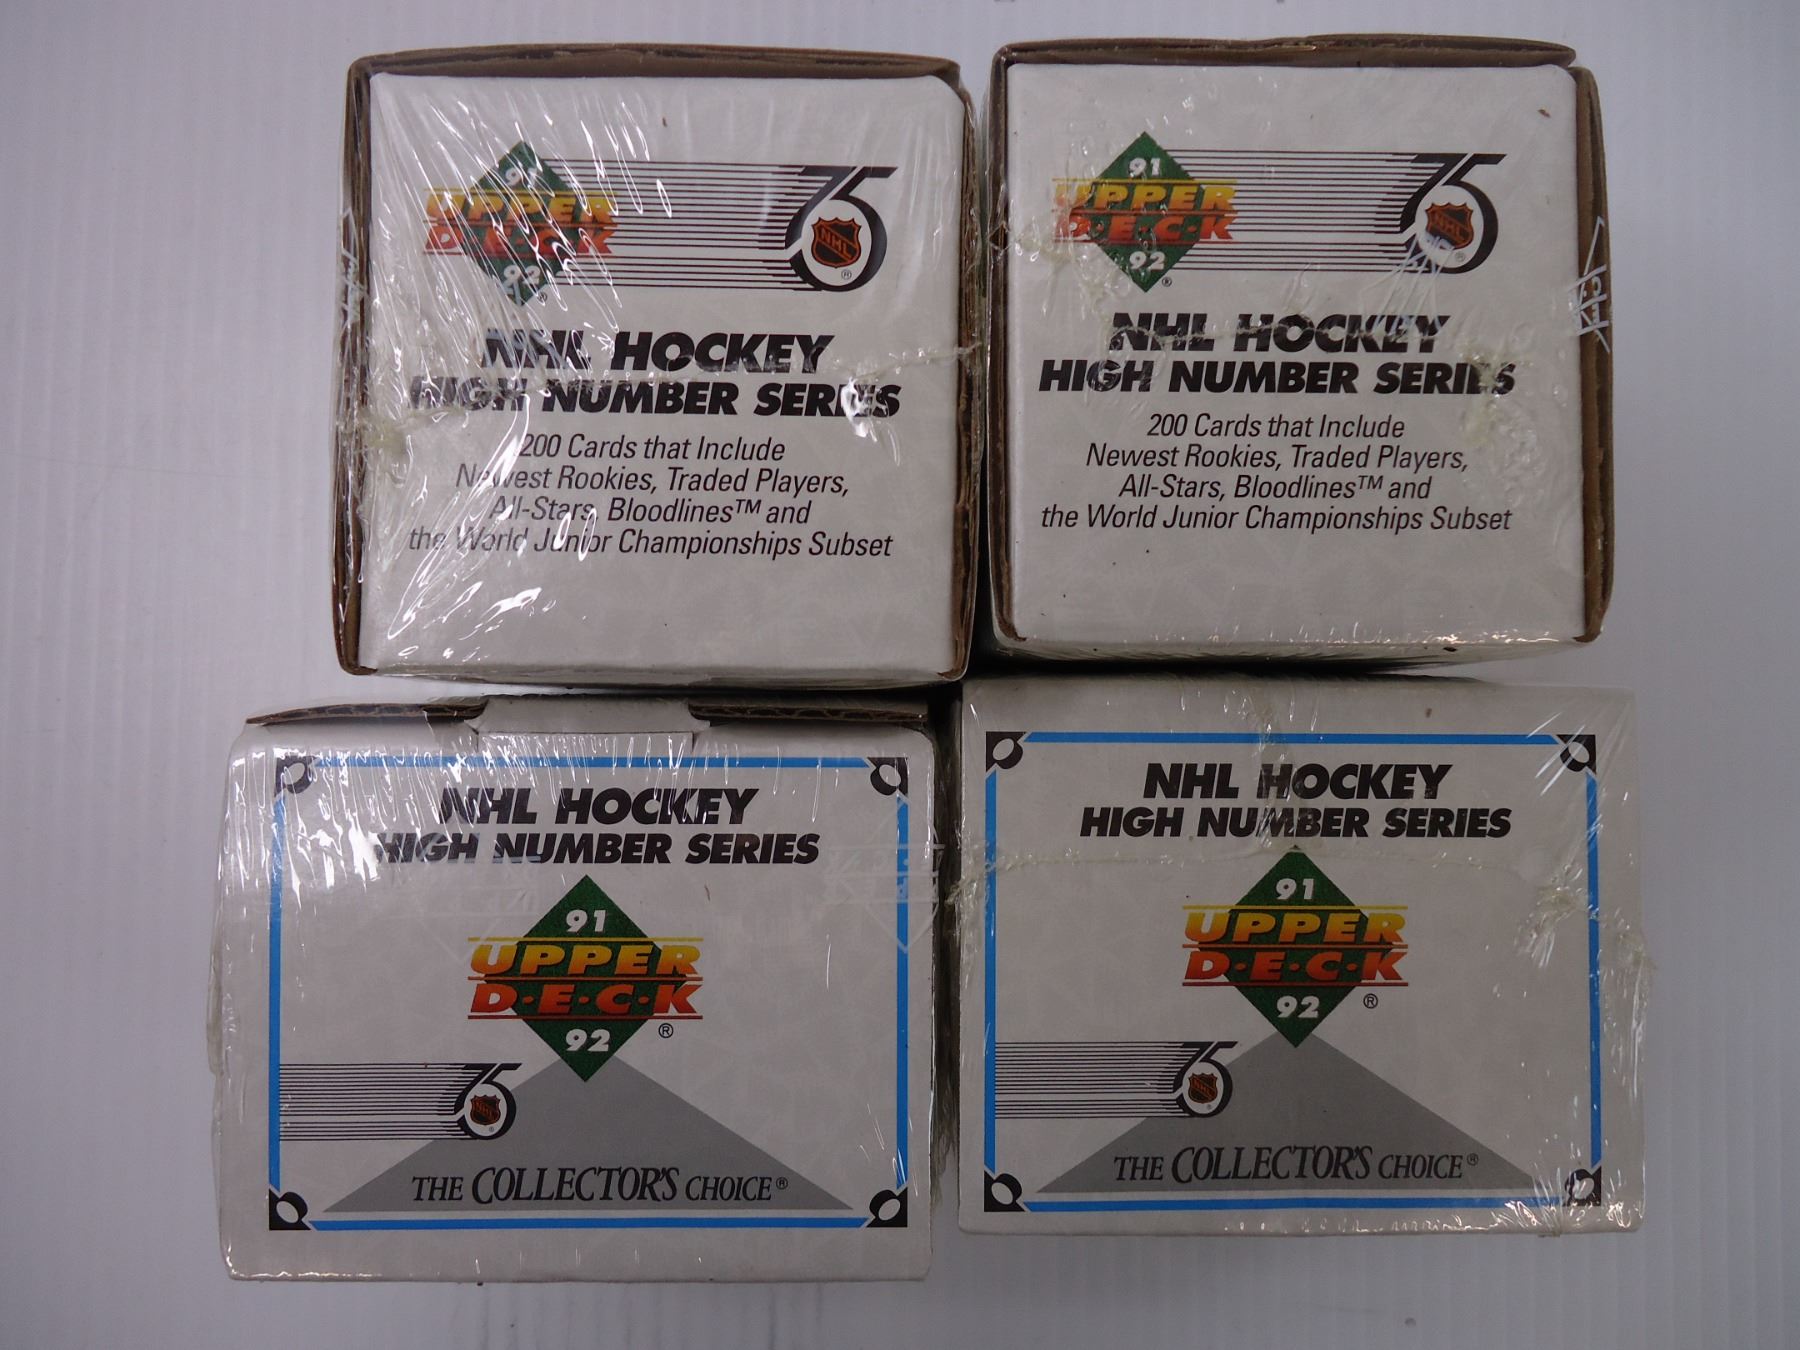 91
UPPER
D·E·C·K
92
®
75
NHL
®
NHL HOCKEY
HIGH NUMBER SERIES
200 Cards that Include
Newest Rookies, Traded Players,
All-Stars, Bloodlines™ and
the World Junior Championships Subset
91
UPPER
D·E·C·K
92
®
75
NHL
®
NHL HOCKEY
HIGH NUMBER SERIES
200 Cards that Include
Newest Rookies, Traded Players,
All-Stars, Bloodlines™ and
the World Junior Championships Subset
NHL HOCKEY
HIGH NUMBER SERIES
91
UPPER
D·E·C·K
®
92
75
NHL
®
THE COLLECTOR'S CHOICE®
NHL HOCKEY
HIGH NUMBER SERIES
91
UPPER
D·E·C·K
®
92
75
NHL
®
THE COLLECTOR'S CHOICE®